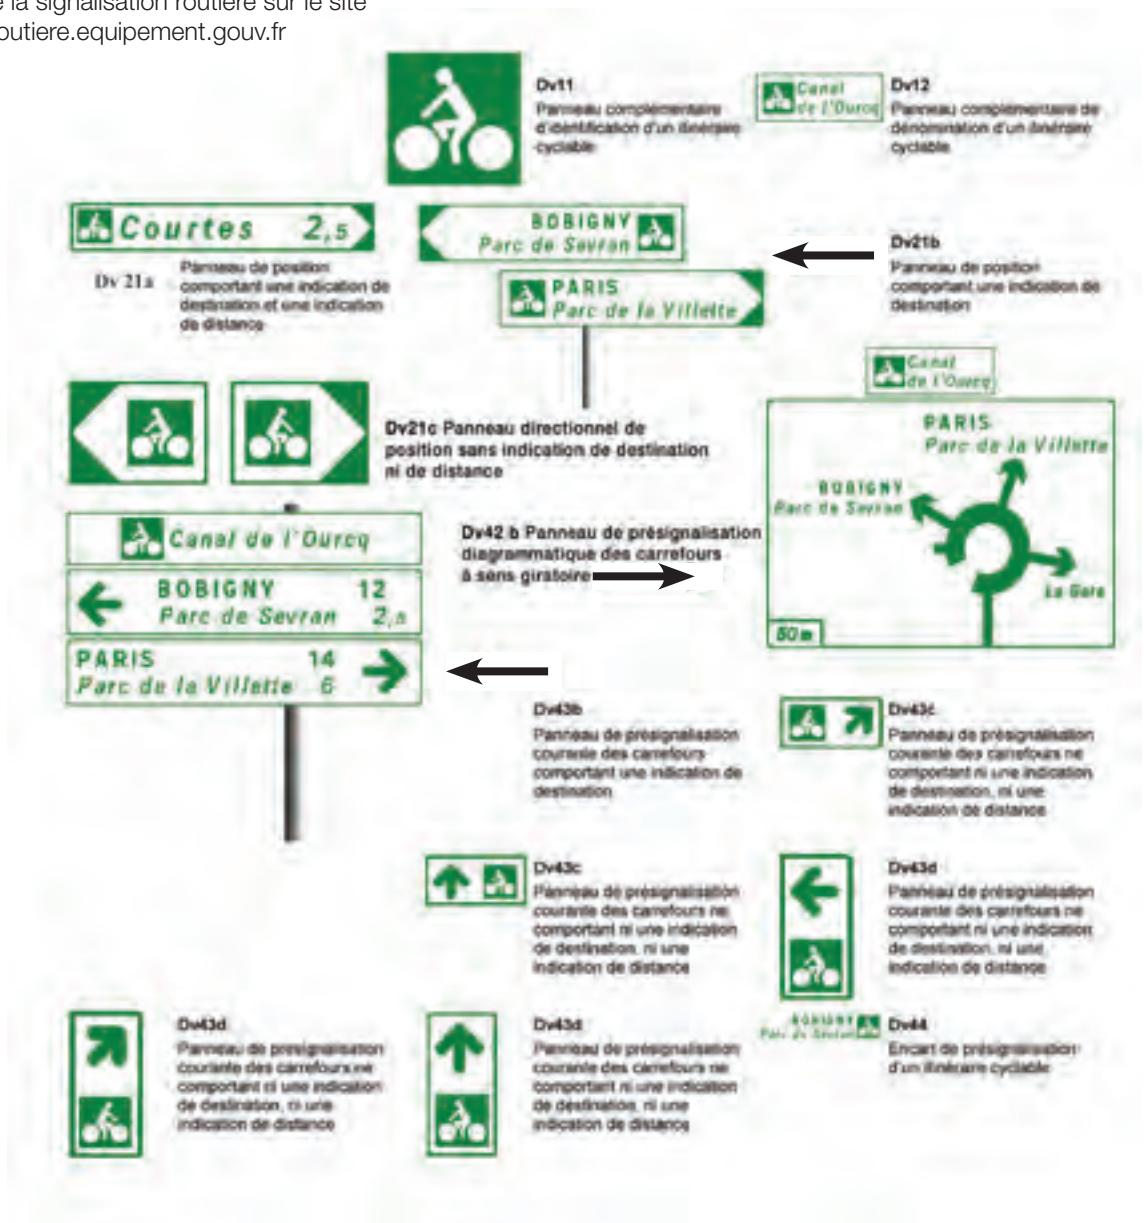 la signalisation routière sur le site
outiere.equipement.gouv.fr
Dv11
Panneau complémentaire
d'identification d'un itinéraire
cyclable
Canal
de l'Ourcq
Dv12
Panneau complémentaire de
dénomination d'un itinéraire
cyclable
Courtes 2,5
Dv 21a
Panneau de position
comportant une indication de
destination et une indication
de distance
BOBIGNY
Parc de Sevran
PARIS
Parc de la Villette
Dv21b
Panneau de position
comportant une indication de
destination
Dv21c Panneau directionnel de
position sans indication de destination
ni de distance
Canal de l'Ourcq
BOBIGNY 12
Parc de Sevran 2,5
PARIS 14
Parc de la Villette 6
Dv42 b Panneau de présignalisation
diagrammatique des carrefours
à sens giratoire
Canal
de l'Ourcq
PARIS
Parc de la Villette
BOBIGNY
Parc de Sevran
La Gare
50 m
Dv43b
Panneau de présignalisation
courante des carrefours
comportant une indication de
destination
Dv43c
Panneau de présignalisation
courante des carrefours ne
comportant ni une indication
de destination, ni une
indication de distance
Dv43c
Panneau de présignalisation
courante des carrefours ne
comportant ni une indication
de destination, ni une
indication de distance
Dv43d
Panneau de présignalisation
courante des carrefours ne
comportant ni une indication
de destination, ni une
indication de distance
Dv43d
Panneau de présignalisation
courante des carrefours ne
comportant ni une indication
de destination, ni une
indication de distance
Dv43d
Panneau de présignalisation
courante des carrefours ne
comportant ni une indication
de destination, ni une
indication de distance
BOBIGNY
Parc de Sevran
Dv44
Encart de présignalisation
d'un itinéraire cyclable